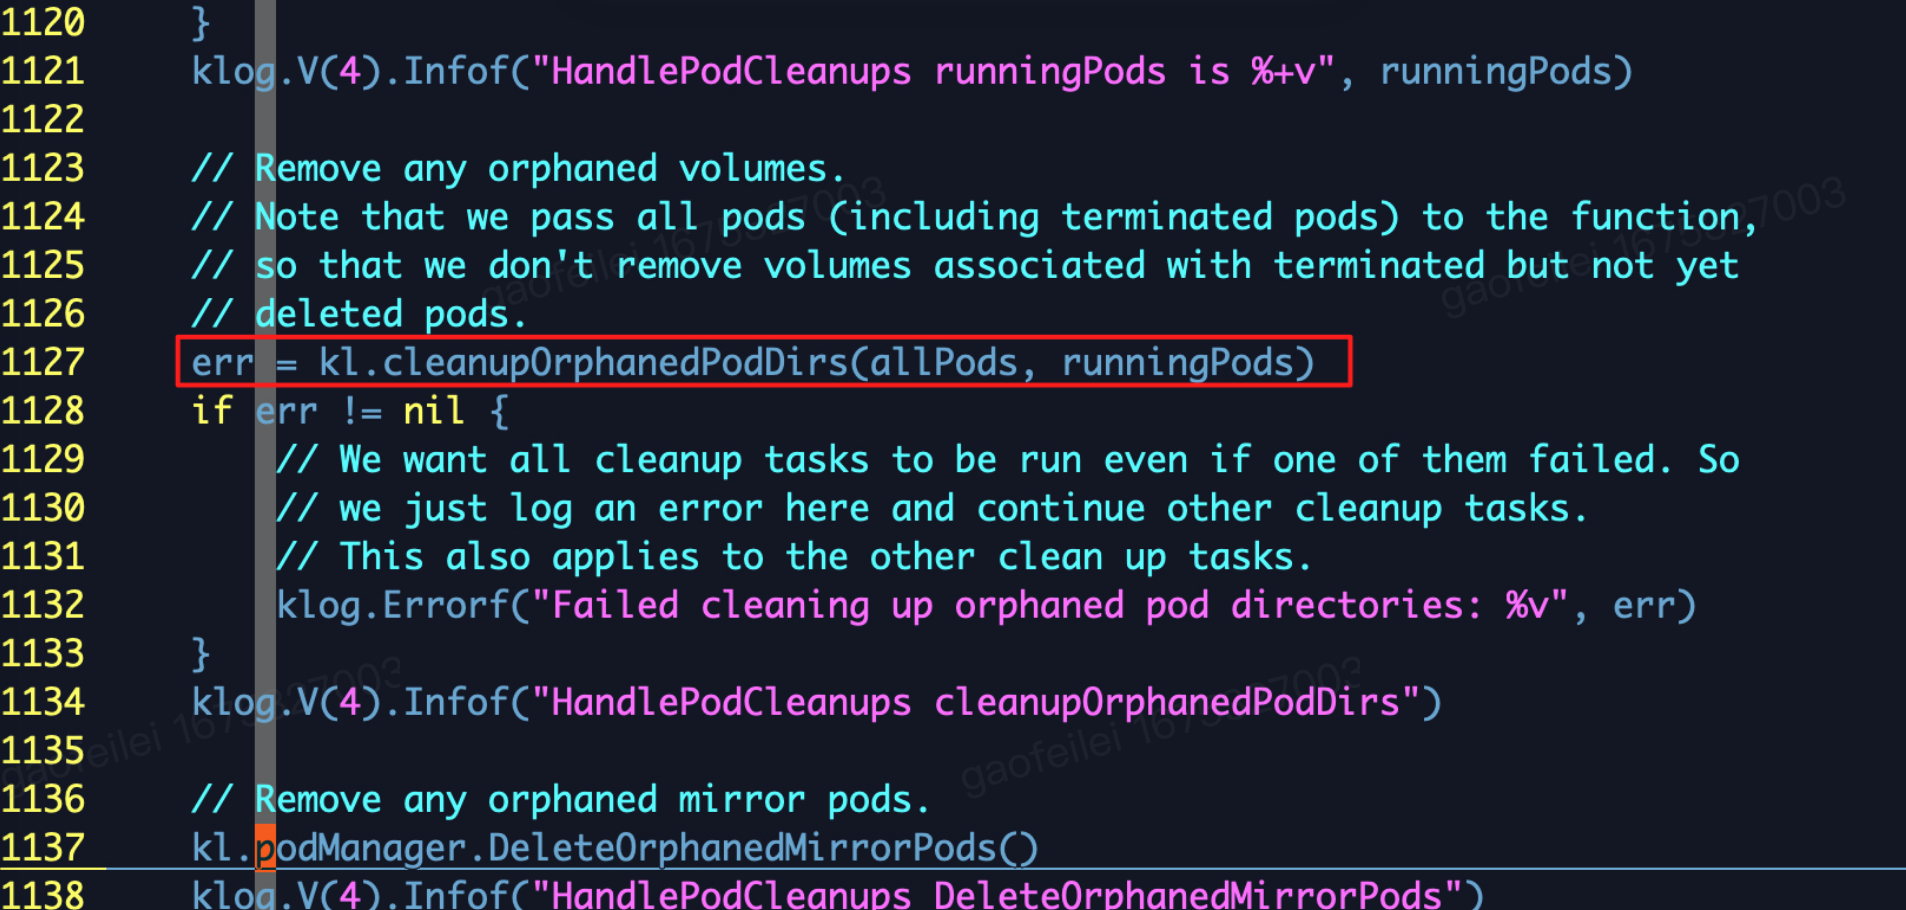 1120 }
1121 klog.V(4).Infof("HandlePodCleanups runningPods is %+v", runningPods)
1122
1123 // Remove any orphaned volumes.
1124 // Note that we pass all pods (including terminated pods) to the function,
1125 // so that we don't remove volumes associated with terminated but not yet
1126 // deleted pods.
1127 err = kl.cleanupOrphanedPodDirs(allPods, runningPods)
1128 if err != nil {
1129 // We want all cleanup tasks to be run even if one of them failed. So
1130 // we just log an error here and continue other cleanup tasks.
1131 // This also applies to the other clean up tasks.
1132 klog.Errorf("Failed cleaning up orphaned pod directories: %v", err)
1133 }
1134 klog.V(4).Infof("HandlePodCleanups cleanupOrphanedPodDirs")
1135
1136 // Remove any orphaned mirror pods.
1137 kl.podManager.DeleteOrphanedMirrorPods()
1138 klog.V(4).Infof("HandlePodCleanups DeleteOrphanedMirrorPods")